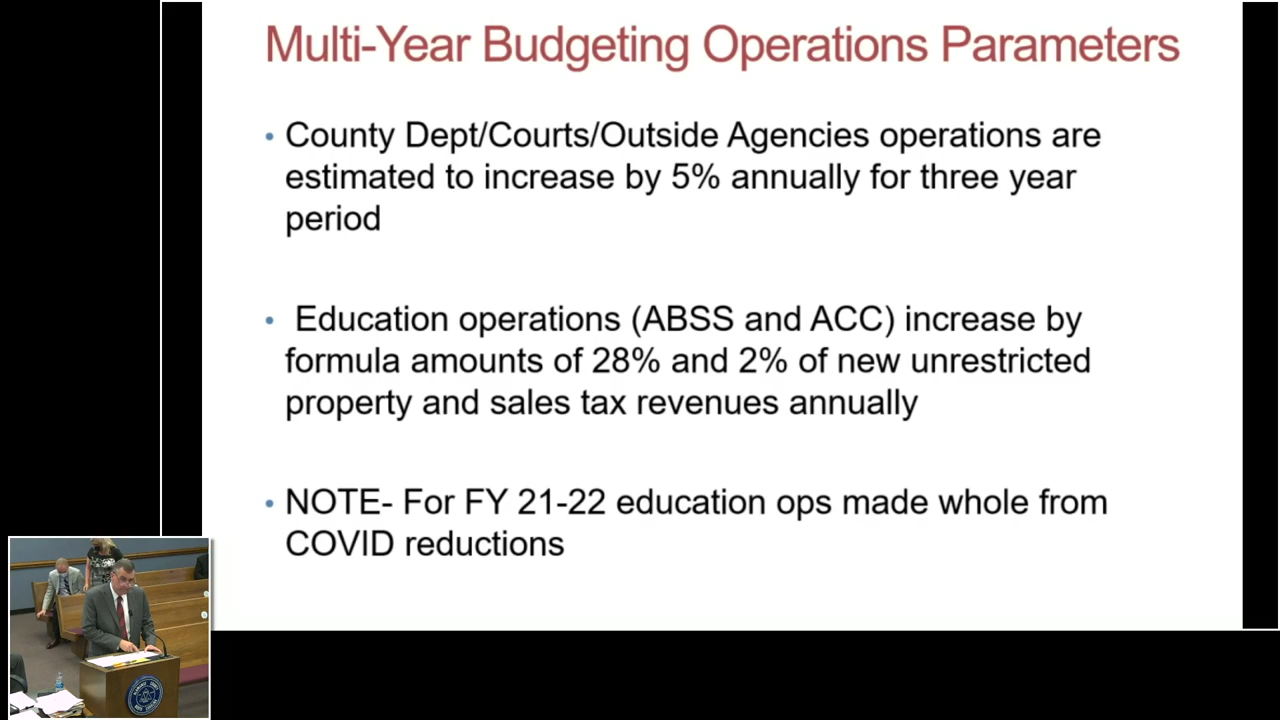 Multi-Year Budgeting Operations Parameters
• County Dept/Courts/Outside Agencies operations are
estimated to increase by 5% annually for three year
period
• Education operations (ABSS and ACC) increase by
formula amounts of 28% and 2% of new unrestricted
property and sales tax revenues annually
• NOTE- For FY 21-22 education ops made whole from
COVID reductions